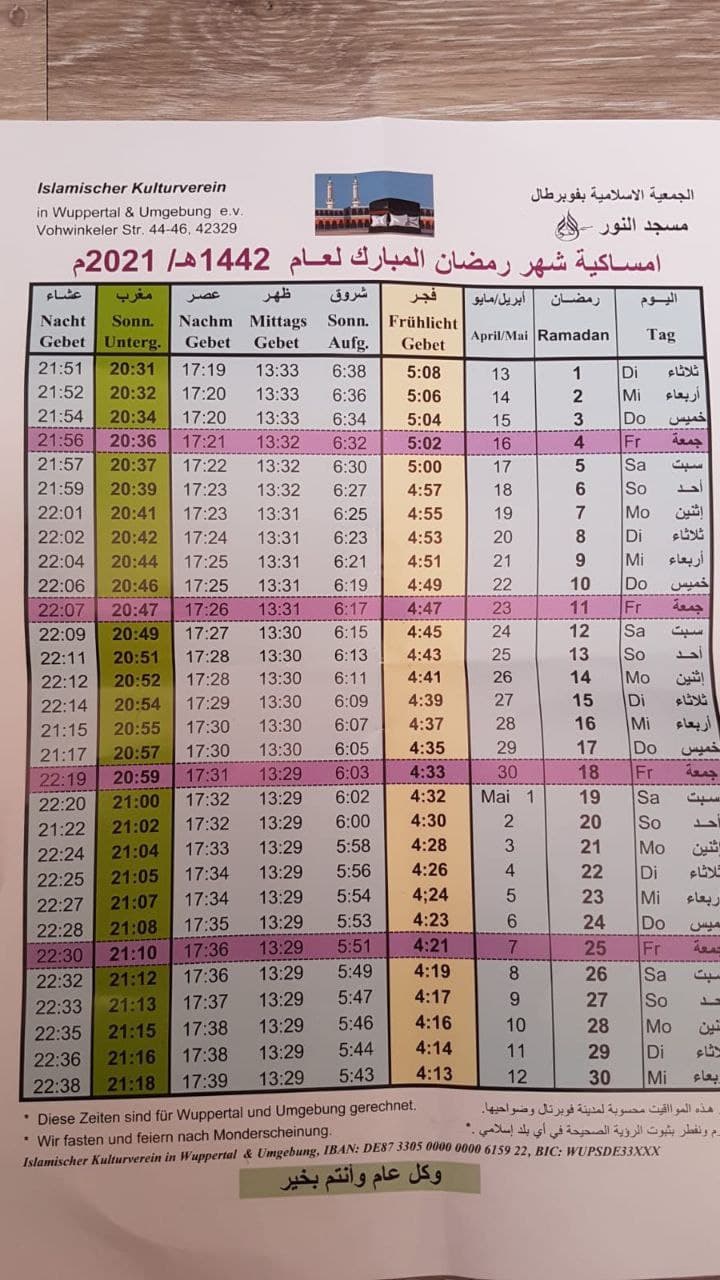 Islamischer Kulturverein
in Wuppertal & Umgebung e.v.
Vohwinkeler Str. 44-46, 42329
الجمعية الاسلامية بفوبرطال
مسجد النور
امساكية شهر رمضان المبارك لعام 1442هـ/ 2021م
عشاء مغرب عصر ظهر شروق فجر أبريل/مايو رمضان اليوم
Nacht Sonn. Nachm Mittags Sonn. Frühlicht April/Mai Ramadan Tag
Gebet Unterg. Gebet Gebet Aufg. Gebet
21:51 20:31 17:19 13:33 6:38 5:08 13 1 Di ثلاثاء
21:52 20:32 17:20 13:33 6:36 5:06 14 2 Mi أربعاء
21:54 20:34 17:20 13:33 6:34 5:04 15 3 Do خميس
21:56 20:36 17:21 13:32 6:32 5:02 16 4 Fr جمعة
21:57 20:37 17:22 13:32 6:30 5:00 17 5 Sa سبت
21:59 20:39 17:23 13:32 6:27 4:57 18 6 So أحد
22:01 20:41 17:23 13:31 6:25 4:55 19 7 Mo إثنين
22:02 20:42 17:24 13:31 6:23 4:53 20 8 Di ثلاثاء
22:04 20:44 17:25 13:31 6:21 4:51 21 9 Mi أربعاء
22:06 20:46 17:25 13:31 6:19 4:49 22 10 Do خميس
22:07 20:47 17:26 13:31 6:17 4:47 23 11 Fr جمعة
22:09 20:49 17:27 13:30 6:15 4:45 24 12 Sa سبت
22:11 20:51 17:28 13:30 6:13 4:43 25 13 So أحد
22:12 20:52 17:28 13:30 6:11 4:41 26 14 Mo إثنين
22:14 20:54 17:29 13:30 6:09 4:39 27 15 Di ثلاثاء
21:15 20:55 17:30 13:30 6:07 4:37 28 16 Mi أربعاء
21:17 20:57 17:30 13:30 6:05 4:35 29 17 Do خميس
22:19 20:59 17:31 13:29 6:03 4:33 30 18 Fr جمعة
22:20 21:00 17:32 13:29 6:02 4:32 Mai 1 19 Sa سبت
21:22 21:02 17:32 13:29 6:00 4:30 2 20 So
22:24 21:04 17:33 13:29 5:58 4:28 3 21 Mo
22:25 21:05 17:34 13:29 5:56 4:26 4 22 Di
22:27 21:07 17:34 13:29 5:54 4;24 5 23 Mi
22:28 21:08 17:35 13:29 5:53 4:23 6 24 Do
22:30 21:10 17:36 13:29 5:51 4:21 7 25 Fr
22:32 21:12 17:36 13:29 5:49 4:19 8 26 Sa
22:33 21:13 17:37 13:29 5:47 4:17 9 27 So
22:35 21:15 17:38 13:29 5:46 4:16 10 28 Mo
22:36 21:16 17:38 13:29 5:44 4:14 11 29 Di
22:38 21:18 17:39 13:29 5:43 4:13 12 30 Mi
* Diese Zeiten sind für Wuppertal und Umgebung gerechnet.
هذه المواقيت محسوبة لمدينة فوبرتال وضواحيها.
* Wir fasten und feiern nach Monderscheinung.
ونفطر بثبوت الرؤية الصحيحة في أي بلد إسلامي .*
Islamischer Kulturverein in Wuppertal & Umgebung, IBAN: DE87 3305 0000 0000 6159 22, BIC: WUPSDE33XXX
وكل عام وأنتم بخير